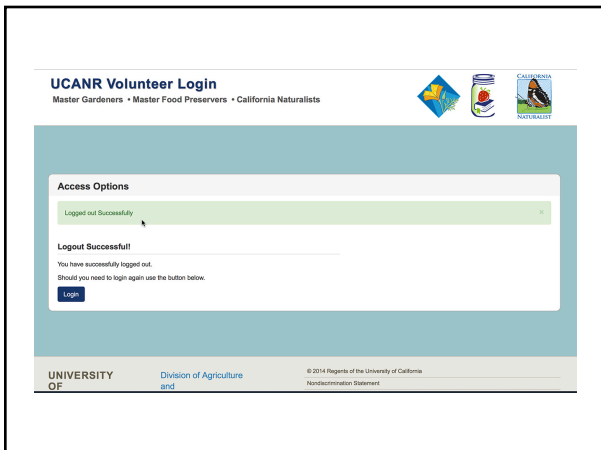 UCANR Volunteer Login
Master Gardeners • Master Food Preservers • California Naturalists
CALIFORNIA
NATURALIST
Access Options
Logged out Successfully
×
Logout Successful!
You have successfully logged out.
Should you need to login again use the button below.
Login
UNIVERSITY
OF
Division of Agriculture
and
© 2014 Regents of the University of California
Nondiscrimination Statement